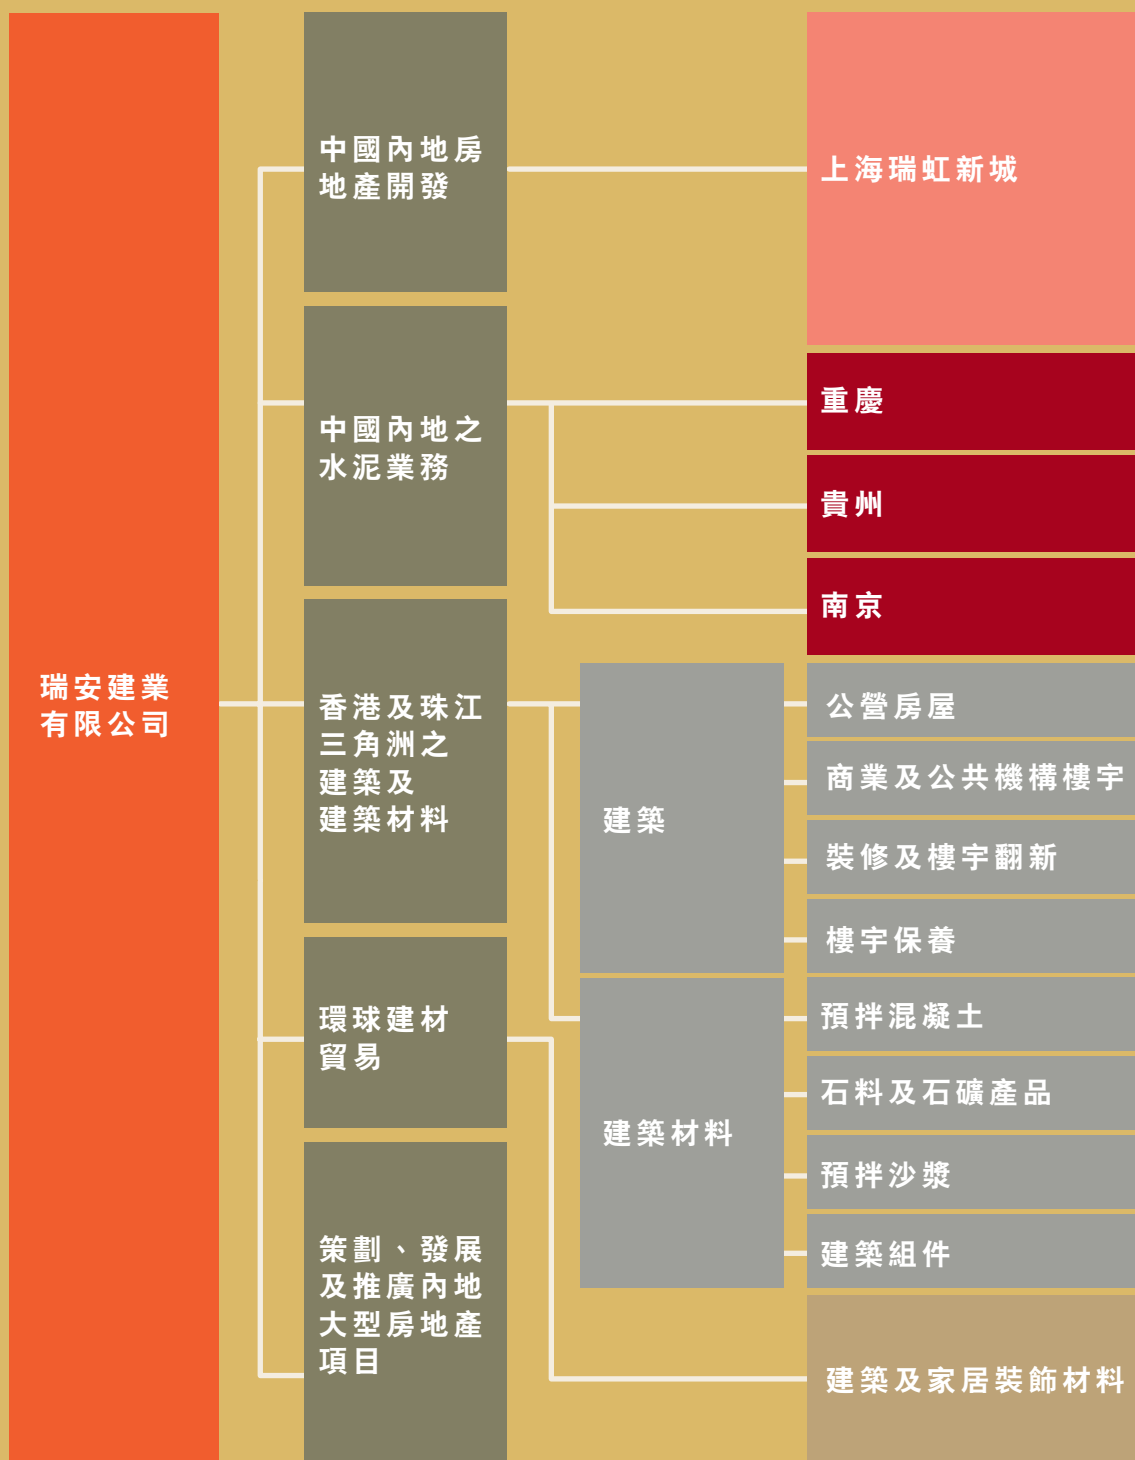 瑞安建業
有限公司
中國內地房
地產開發
上海瑞虹新城
中國內地之
水泥業務
重慶
貴州
南京
香港及珠江
三角洲之
建築及
建築材料
建築
公營房屋
商業及公共機構樓宇
裝修及樓宇翻新
樓宇保養
建築材料
預拌混凝土
石料及石礦產品
預拌沙漿
建築組件
環球建材
貿易
建築及家居裝飾材料
策劃、發展
及推廣內地
大型房地產
項目